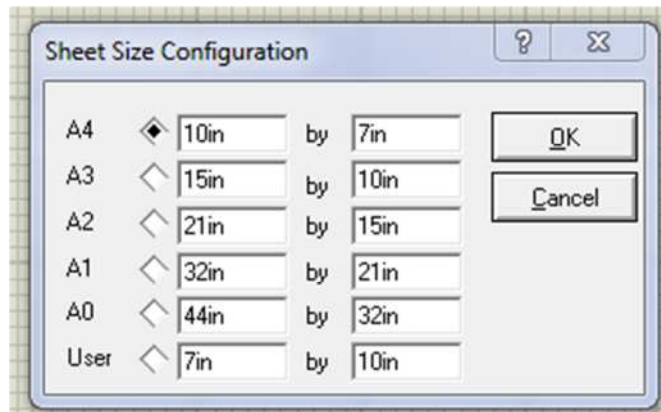 Sheet Size Configuration
A4 10in by 7in OK
A3 15in by 10in Cancel
A2 21in by 15in
A1 32in by 21in
A0 44in by 32in
User 7in by 10in